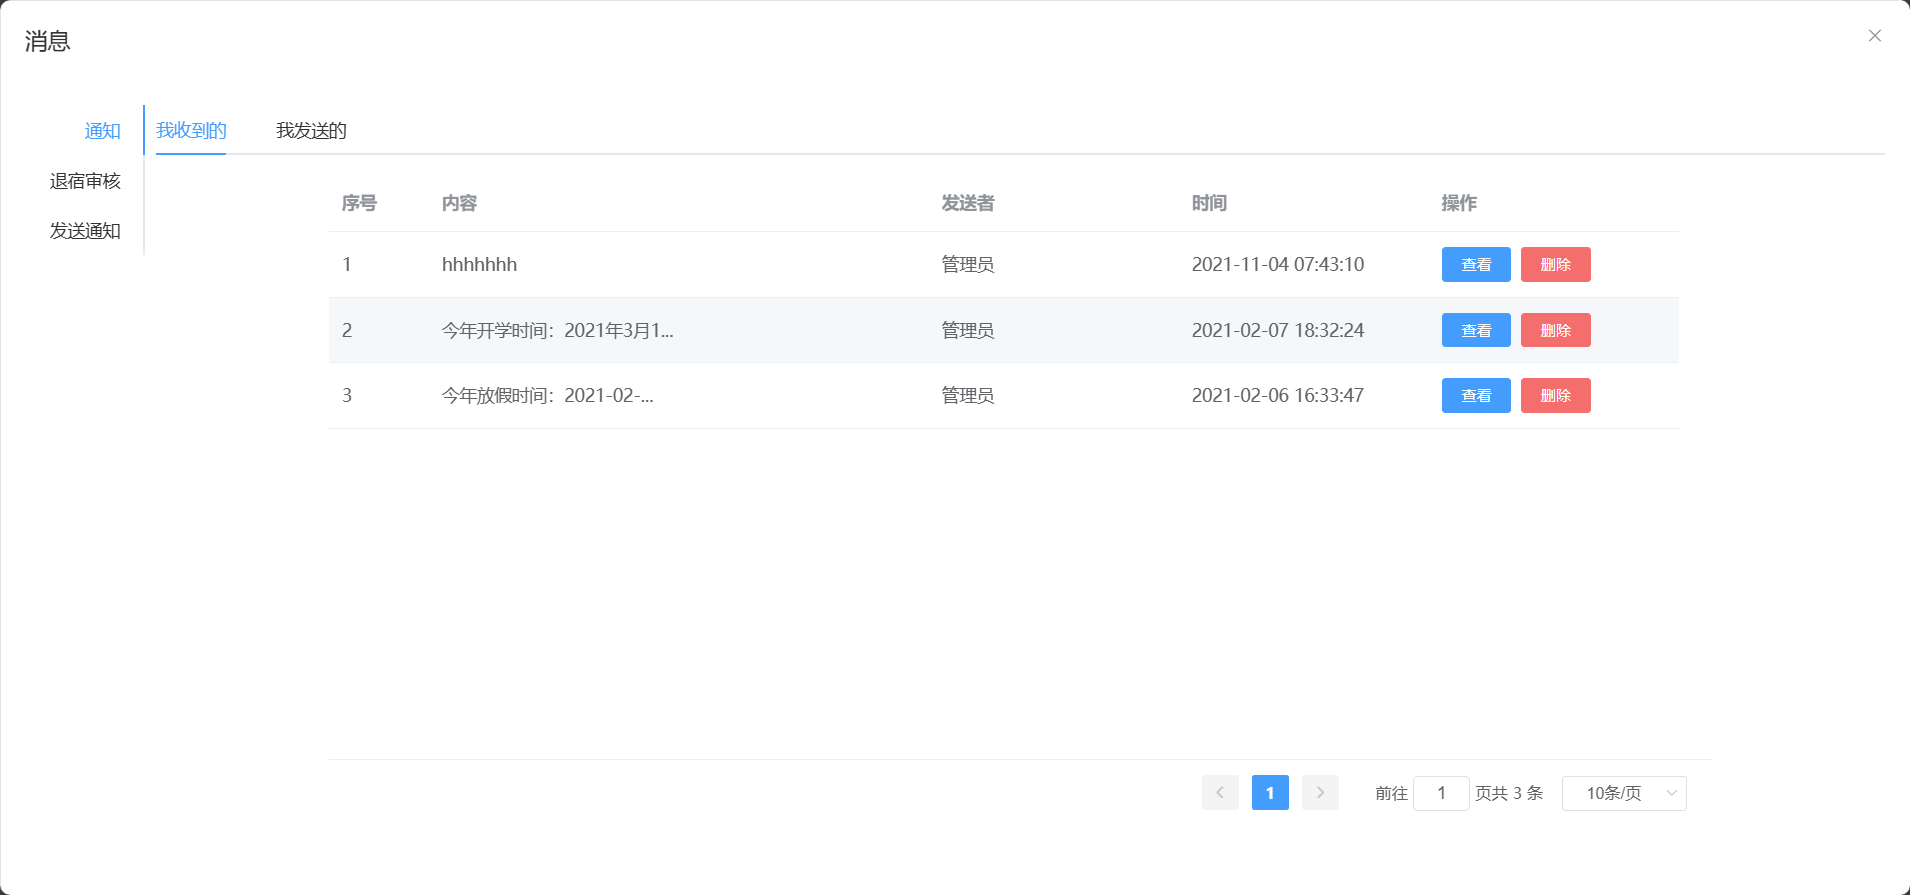 消息
通知 我收到的 我发送的
退宿审核
发送通知
序号 内容 发送者 时间 操作
1 hhhhhhh 管理员 2021-11-04 07:43:10 查看 删除
2 今年开学时间：2021年3月1... 管理员 2021-02-07 18:32:24 查看 删除
3 今年放假时间：2021-02-... 管理员 2021-02-06 16:33:47 查看 删除
1 前往 1 页共 3 条 10条/页